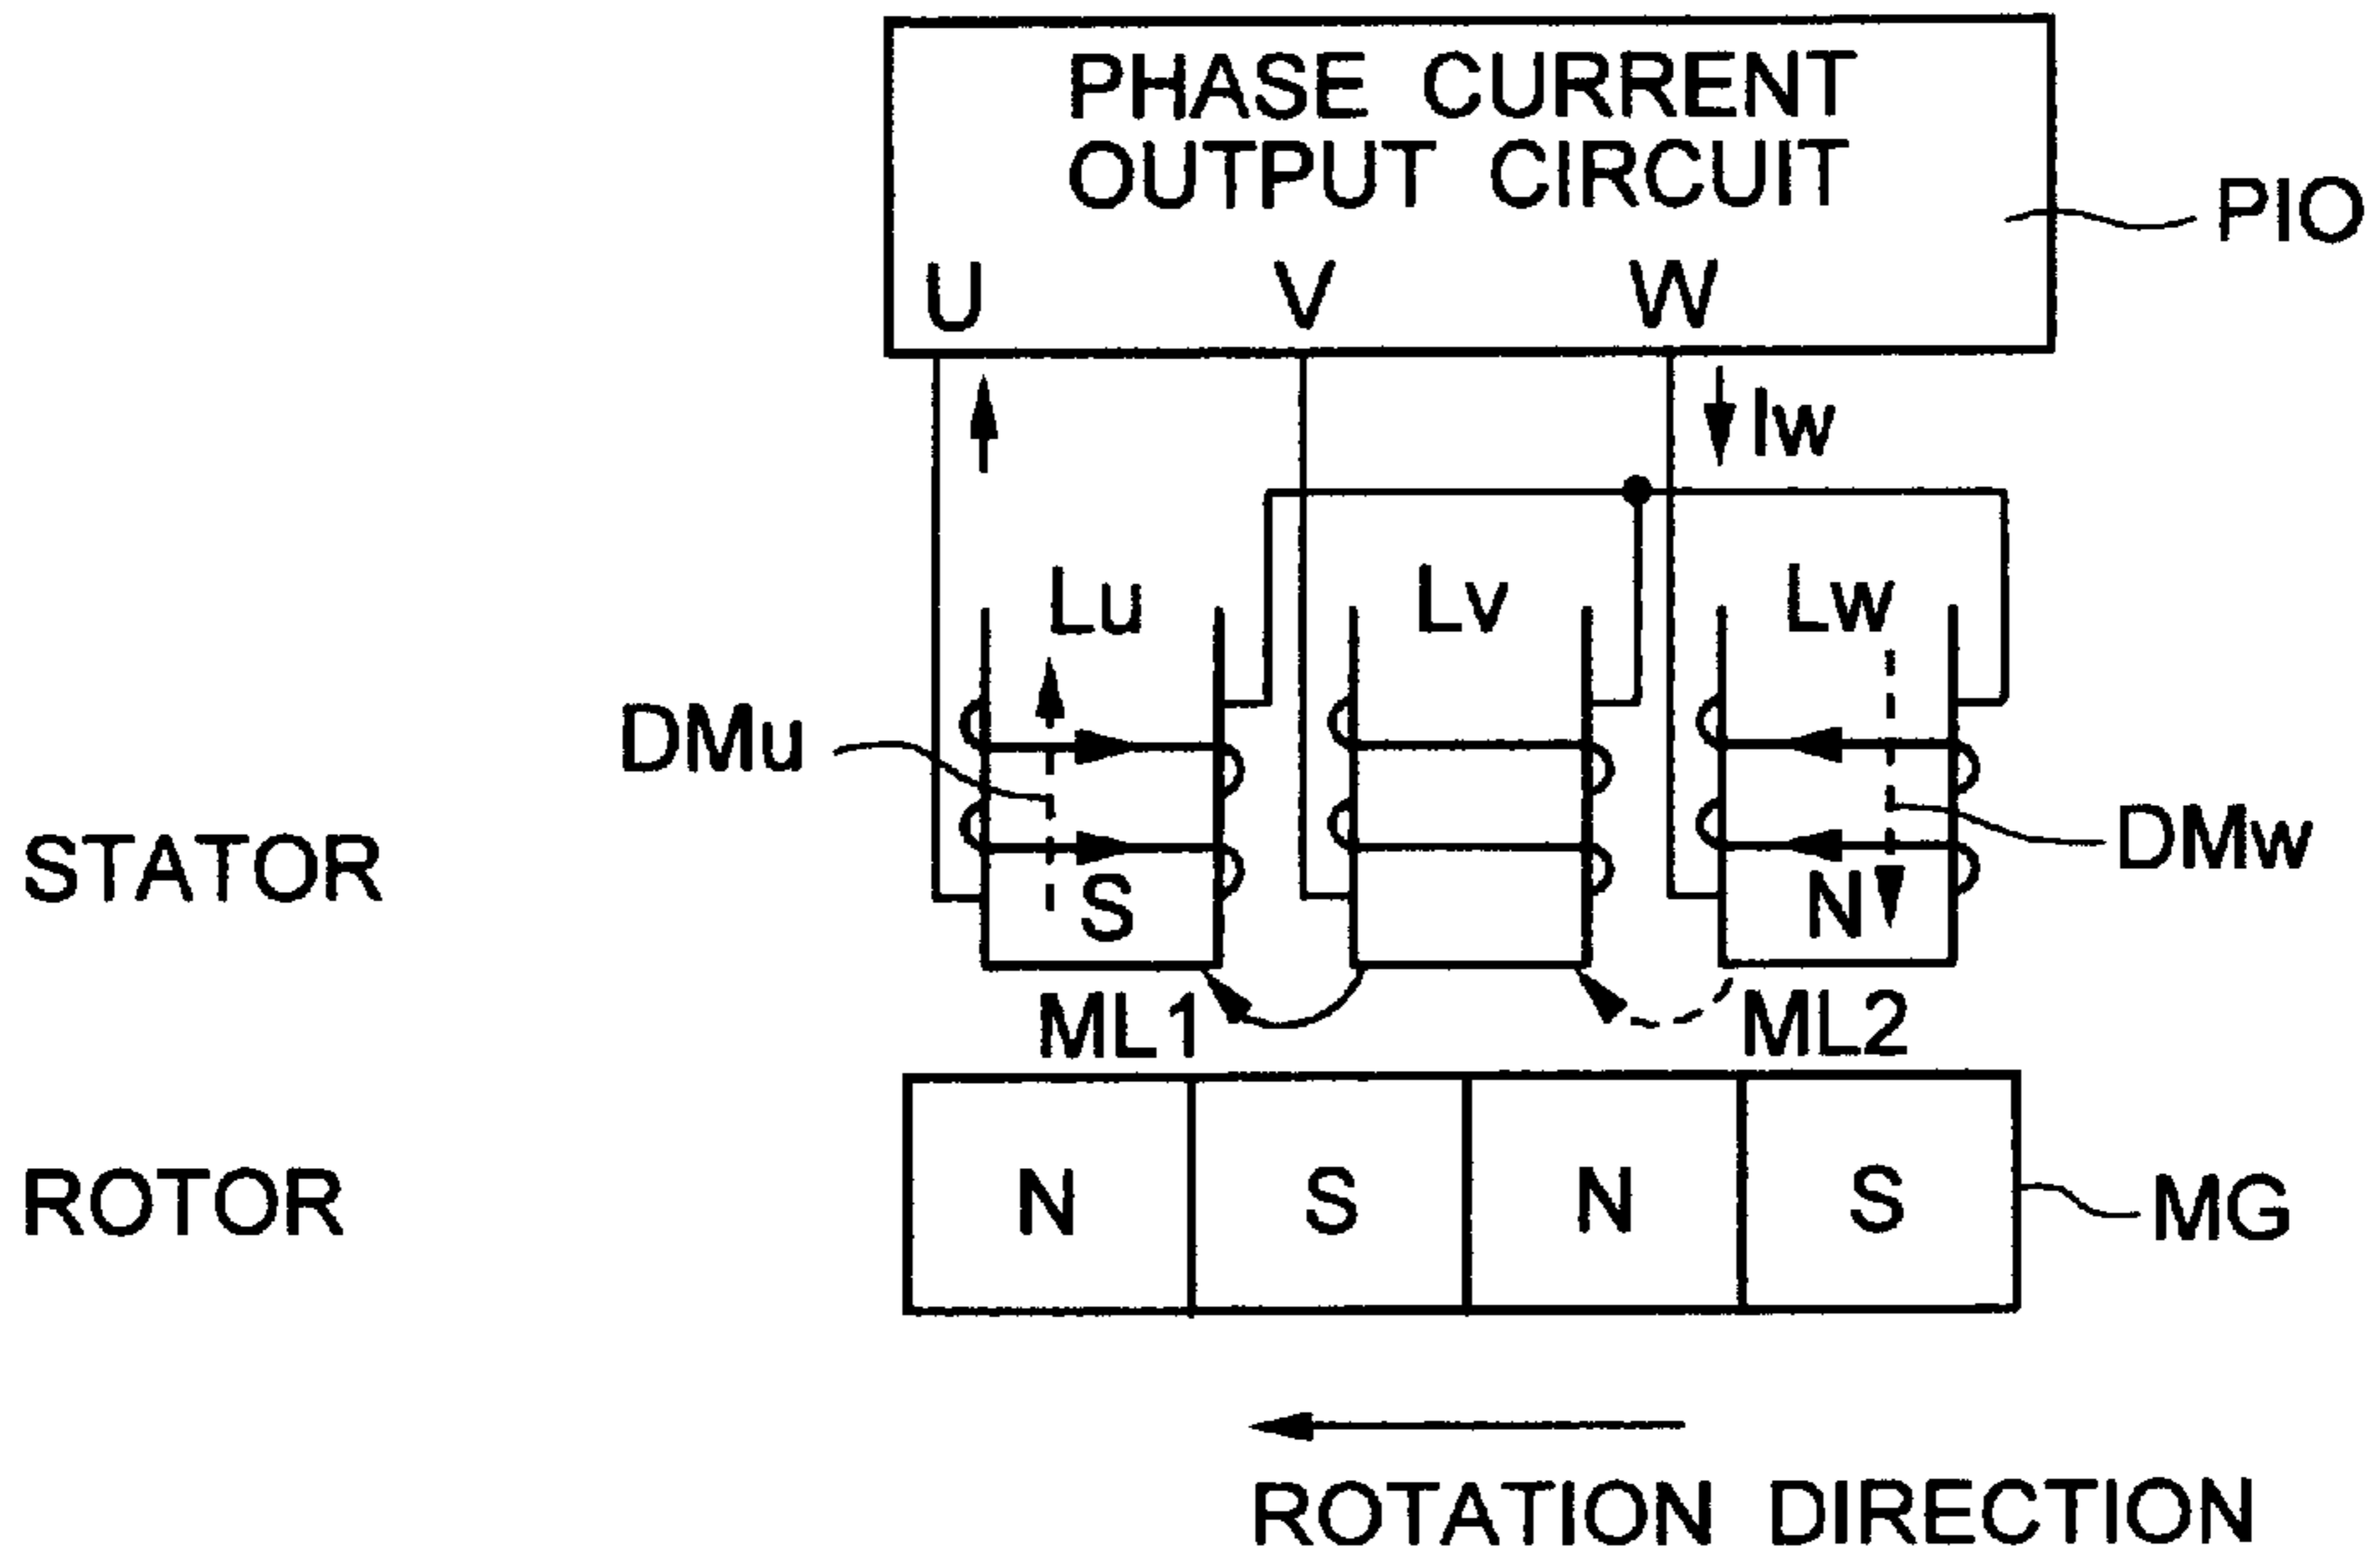 PHASE CURRENT
OUTPUT CIRCUIT
PIO
U V W
Iw
Lu Lv Lw
DMu
DMw
STATOR
S N
ML1 ML2
ROTOR
N S N S
MG
ROTATION DIRECTION